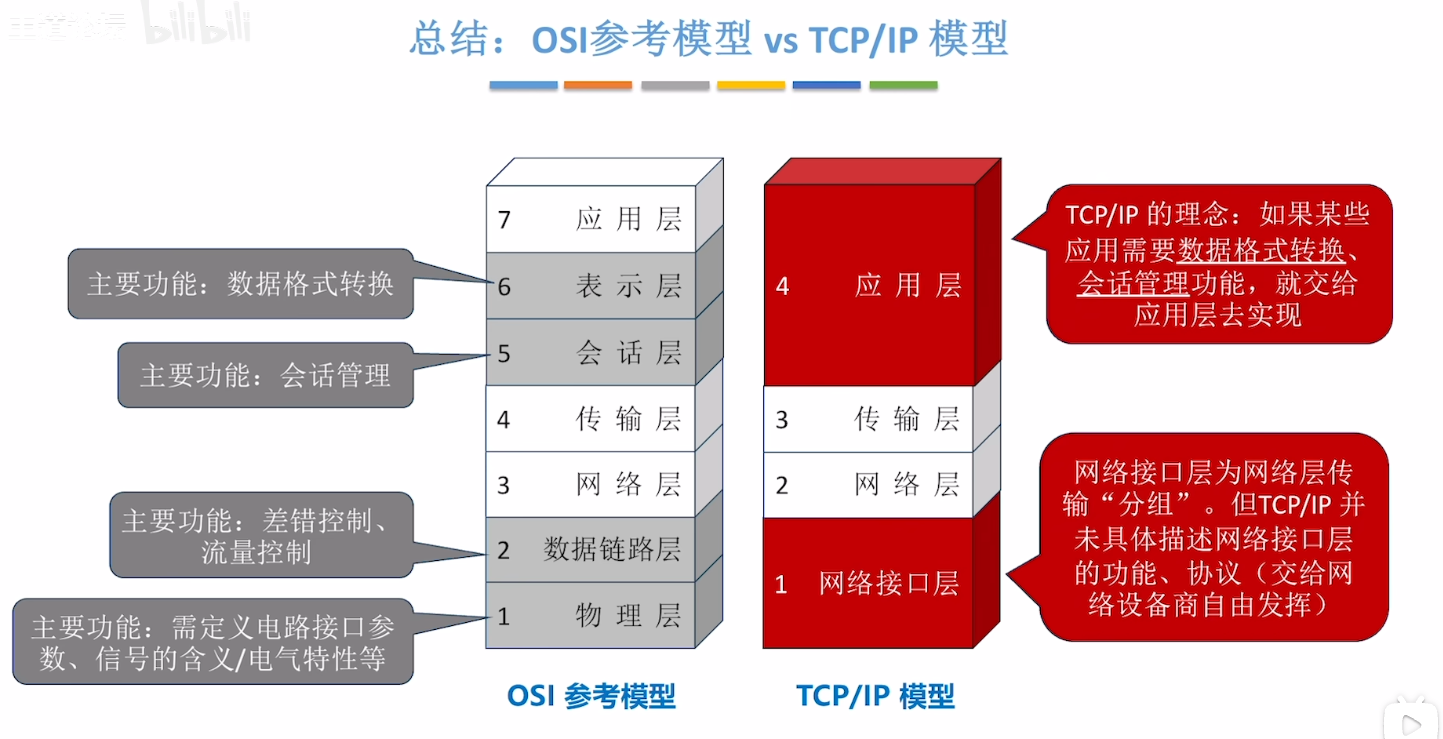 bilibili
总结：OSI参考模型 vs TCP/IP 模型
7 应用层
6 表示层
5 会话层
4 传输层
3 网络层
2 数据链路层
1 物理层
OSI 参考模型
主要功能：数据格式转换
主要功能：会话管理
主要功能：差错控制、
流量控制
主要功能：需定义电路接口参
数、信号的含义/电气特性等
4 应用层
3 传输层
2 网络层
1 网络接口层
TCP/IP 模型
TCP/IP 的理念：如果某些
应用需要数据格式转换、
会话管理功能，就交给
应用层去实现
网络接口层为网络层传
输“分组”。但TCP/IP 并
未具体描述网络接口层
的功能、协议（交给网
络设备商自由发挥）